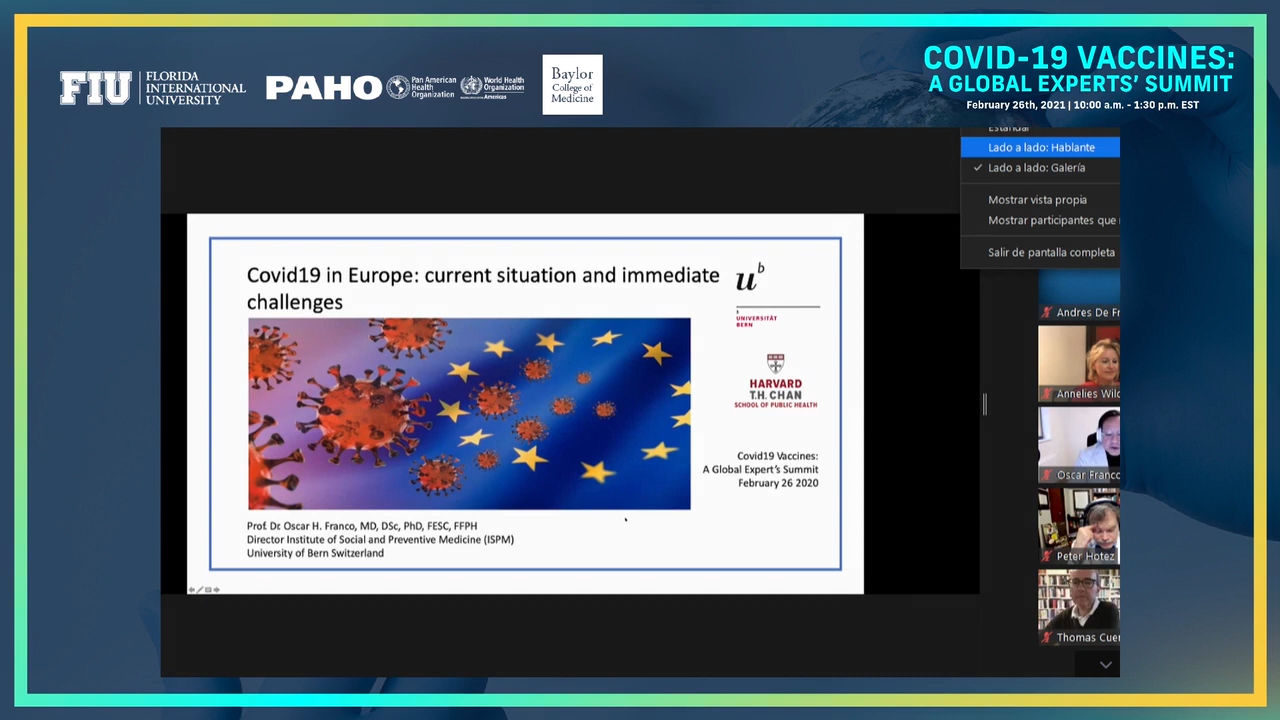 FIU FLORIDA
INTERNATIONAL
UNIVERSITY
PAHO
Pan American
Health
Organization
World Health
Organization
Americas
Baylor
College of
Medicine
COVID-19 VACCINES:
A GLOBAL EXPERTS' SUMMIT
February 26th, 2021 | 10:00 a.m. - 1:30 p.m. EST
Estándar
Lado a lado: Hablante
Lado a lado: Galería
Mostrar vista propia
Mostrar participantes que
Salir de pantalla completa
Covid19 in Europe: current situation and immediate
challenges
u b
b
UNIVERSITÄT
BERN
HARVARD
T.H. CHAN
SCHOOL OF PUBLIC HEALTH
Covid19 Vaccines:
A Global Expert's Summit
February 26 2020
Prof. Dr. Oscar H. Franco, MD, DSc, PhD, FESC, FFPH
Director Institute of Social and Preventive Medicine (ISPM)
University of Bern Switzerland
Andres De Fr
Annelies Wilc
Oscar Franco
Peter Hotez
Thomas Cue